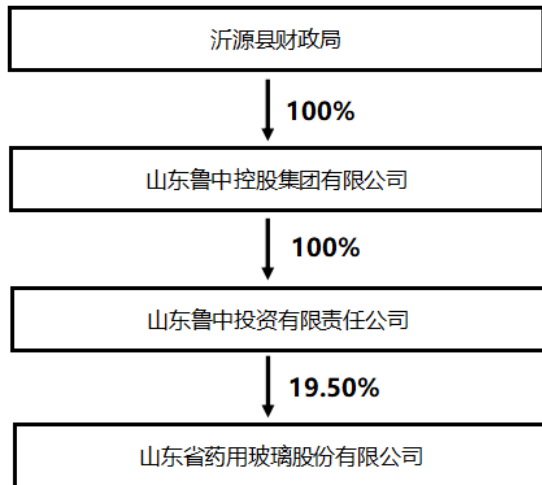 沂源县财政局
100%
山东鲁中控股集团有限公司
100%
山东鲁中投资有限责任公司
19.50%
山东省药用玻璃股份有限公司